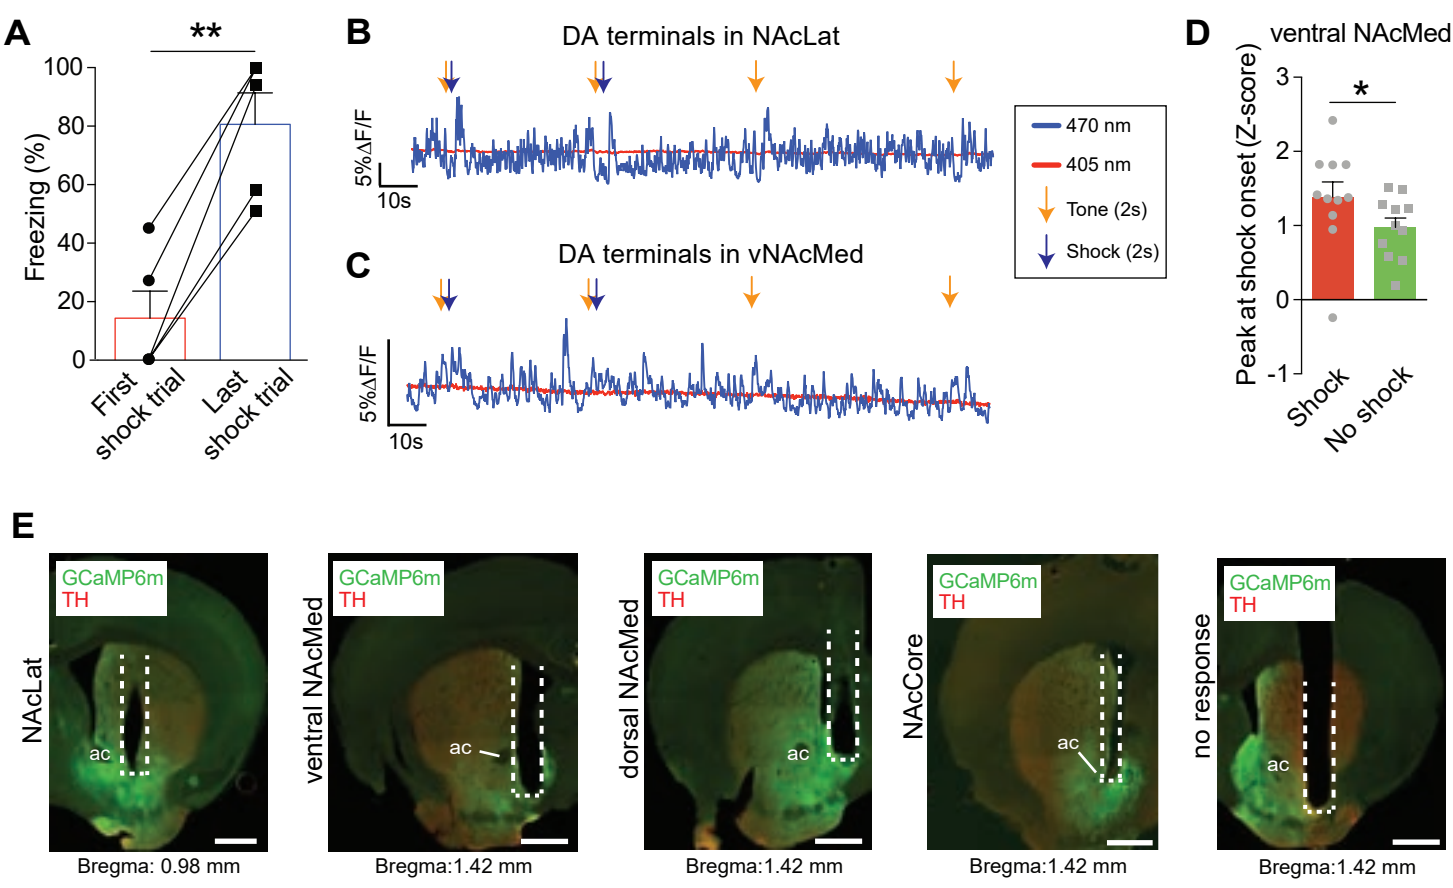 A
**
Freezing (%)
100
80
60
40
20
0
First
shock trial
Last
shock trial
B
DA terminals in NAcLat
5%ΔF/F
10s
C
DA terminals in vNAcMed
5%ΔF/F
10s
470 nm
405 nm
Tone (2s)
Shock (2s)
D
ventral NAcMed
*
Peak at shock onset (Z-score)
3
2
1
0
-1
Shock
No shock
E
NAcLat
GCaMP6m
TH
ac
Bregma: 0.98 mm
ventral NAcMed
GCaMP6m
TH
ac
Bregma:1.42 mm
dorsal NAcMed
GCaMP6m
TH
ac
Bregma:1.42 mm
NAcCore
GCaMP6m
TH
ac
Bregma:1.42 mm
no response
GCaMP6m
TH
ac
Bregma:1.42 mm